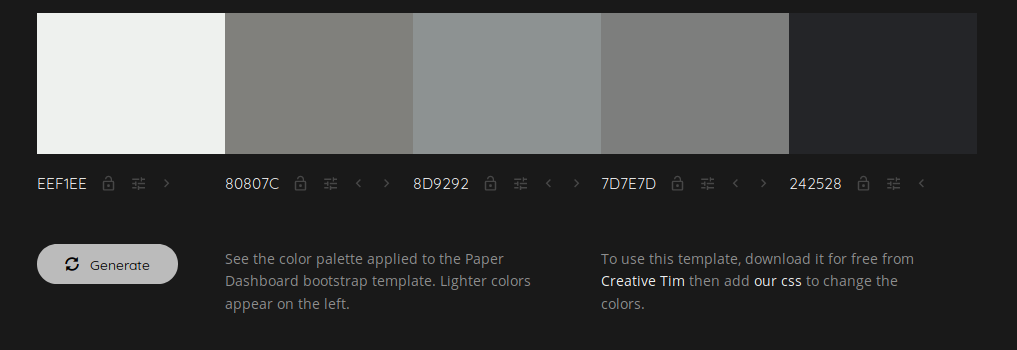 EEF1EE
80807C
8D9292
7D7E7D
242528
Generate
See the color palette applied to the Paper
Dashboard bootstrap template. Lighter colors
appear on the left.
To use this template, download it for free from
Creative Tim then add our css to change the
colors.